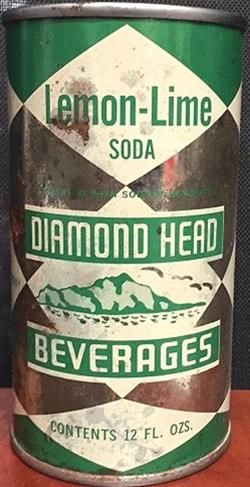 Lemon-Lime
SODA
DIAMOND HEAD
BEVERAGES
CONTENTS 12 FL. OZS.